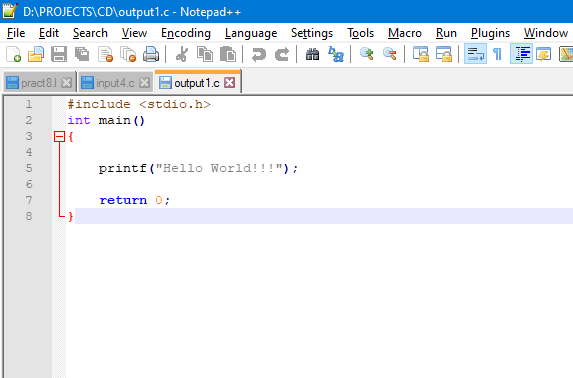 D:\PROJECTS\CD\output1.c - Notepad++
File Edit Search View Encoding Language Settings Tools Macro Run Plugins Window
pract8.l input4.c output1.c
1 #include <stdio.h>
2 int main()
3 {
4
5 printf("Hello World!!!");
6
7 return 0;
8 }